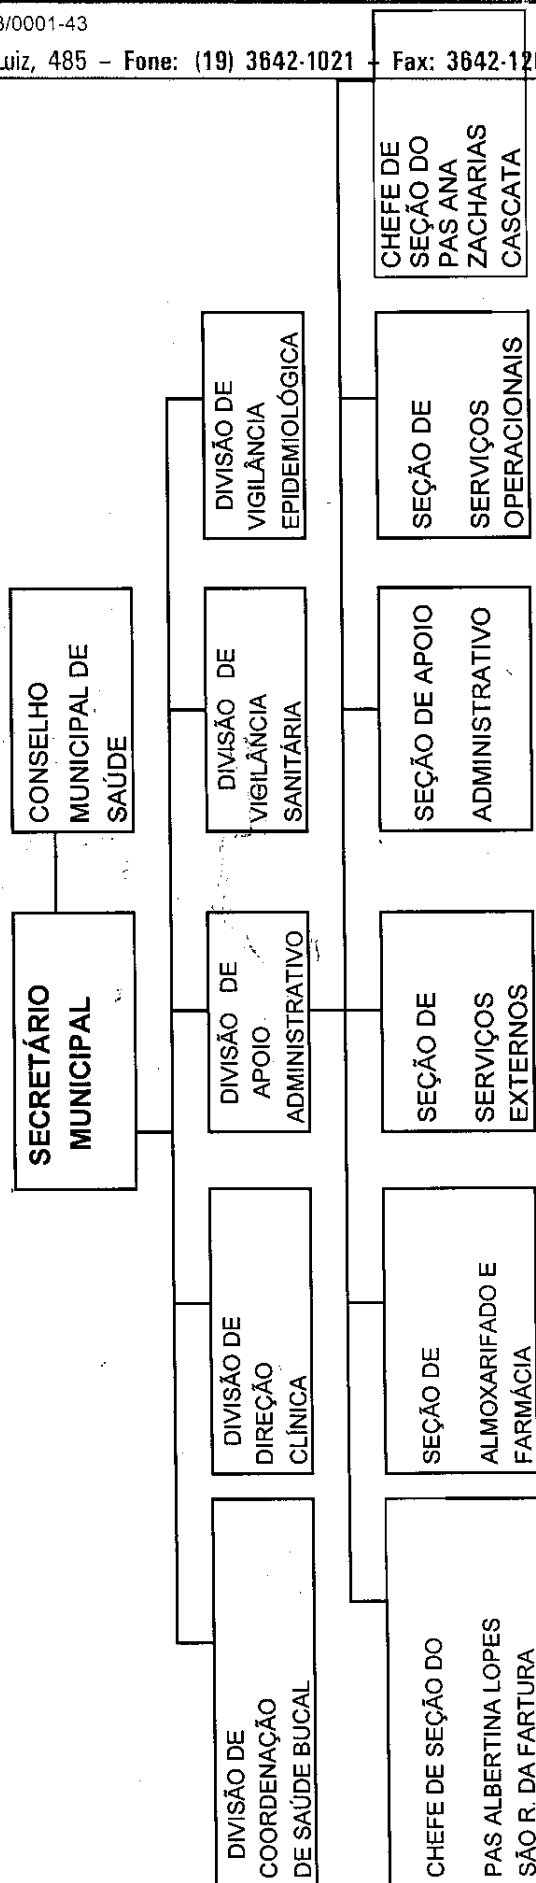 3/0001-43
Luiz, 485 – Fone: (19) 3642-1021 – Fax: 3642-120
SECRETÁRIO
MUNICIPAL
CONSELHO
MUNICIPAL DE
SAÚDE
DIVISÃO DE
COORDENAÇÃO
DE SAÚDE BUCAL
DIVISÃO DE
DIREÇÃO
CLÍNICA
DIVISÃO DE
APOIO
ADMINISTRATIVO
DIVISÃO DE
VIGILÂNCIA
SANITÁRIA
DIVISÃO DE
VIGILÂNCIA
EPIDEMIOLÓGICA
CHEFE DE SEÇÃO DO
PAS ALBERTINA LOPES
SÃO R. DA FARTURA
SEÇÃO DE
ALMOXARIFADO E
FARMÁCIA
SEÇÃO DE
SERVIÇOS
EXTERNOS
SEÇÃO DE APOIO
ADMINISTRATIVO
SEÇÃO DE
SERVIÇOS
OPERACIONAIS
CHEFE DE
SEÇÃO DO
PAS ANA
ZACHARIAS
CASCATA